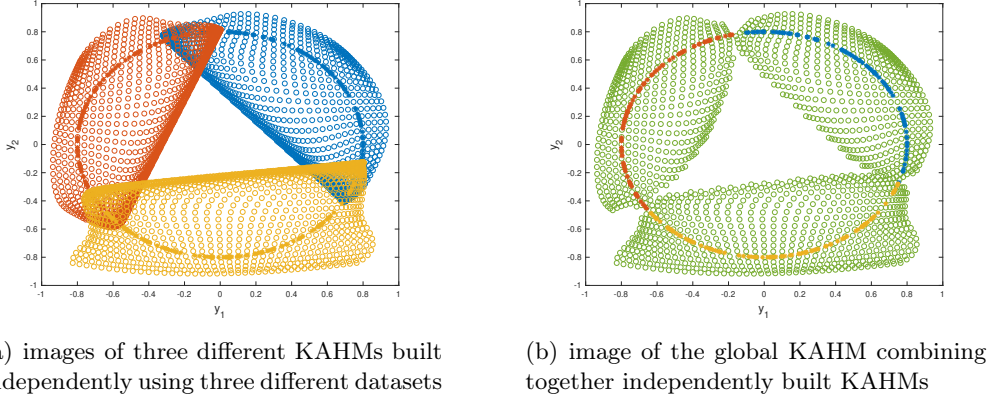 1
0.8
0.6
0.4
0.2
0
-0.2
-0.4
-0.6
-0.8
-1
y2
-1 -0.8 -0.6 -0.4 -0.2 0 0.2 0.4 0.6 0.8 1
y1
1
0.8
0.6
0.4
0.2
0
-0.2
-0.4
-0.6
-0.8
-1
y2
-1 -0.8 -0.6 -0.4 -0.2 0 0.2 0.4 0.6 0.8 1
y1
) images of three different KAHMs built
ndependently using three different datasets
(b) image of the global KAHM combining
together independently built KAHMs